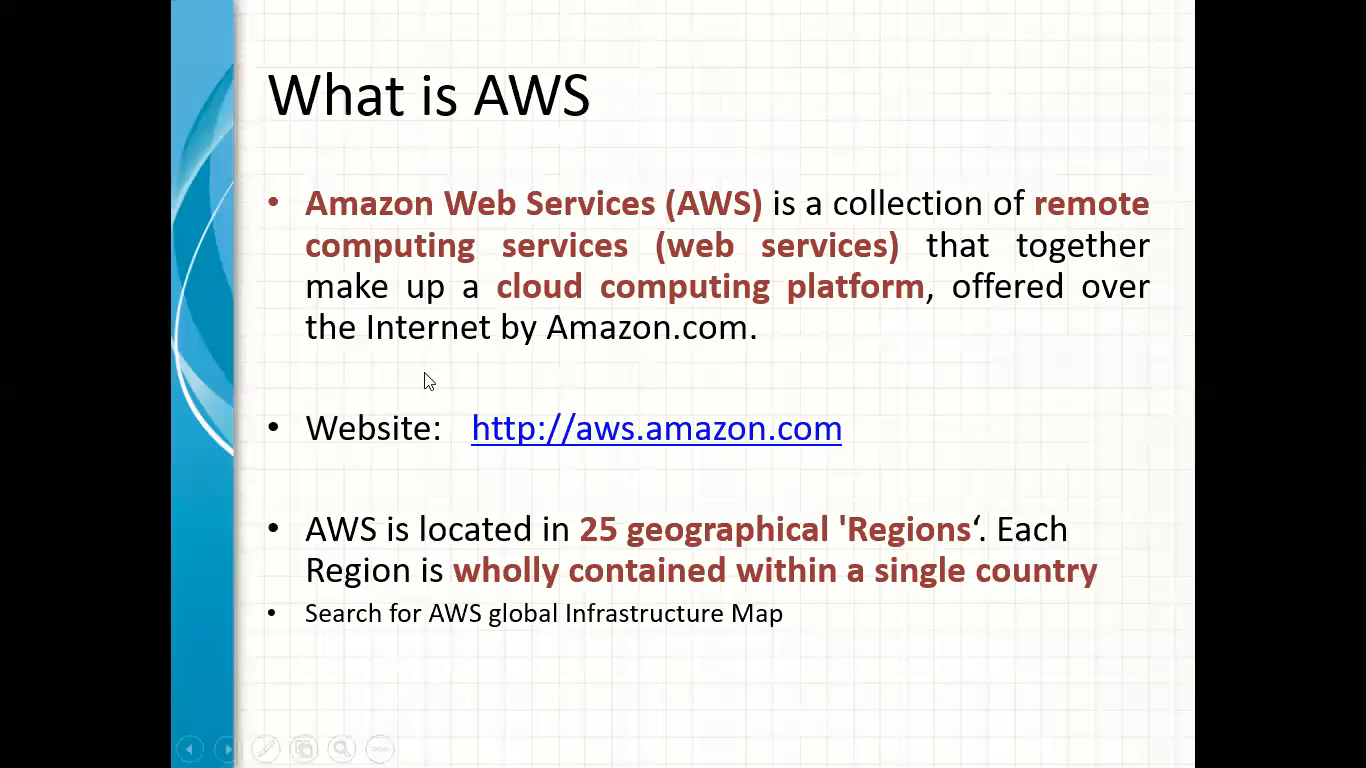 What is AWS
• Amazon Web Services (AWS) is a collection of remote
computing services (web services) that together
make up a cloud computing platform, offered over
the Internet by Amazon.com.
• Website: http://aws.amazon.com
• AWS is located in 25 geographical 'Regions‘. Each
Region is wholly contained within a single country
• Search for AWS global Infrastructure Map